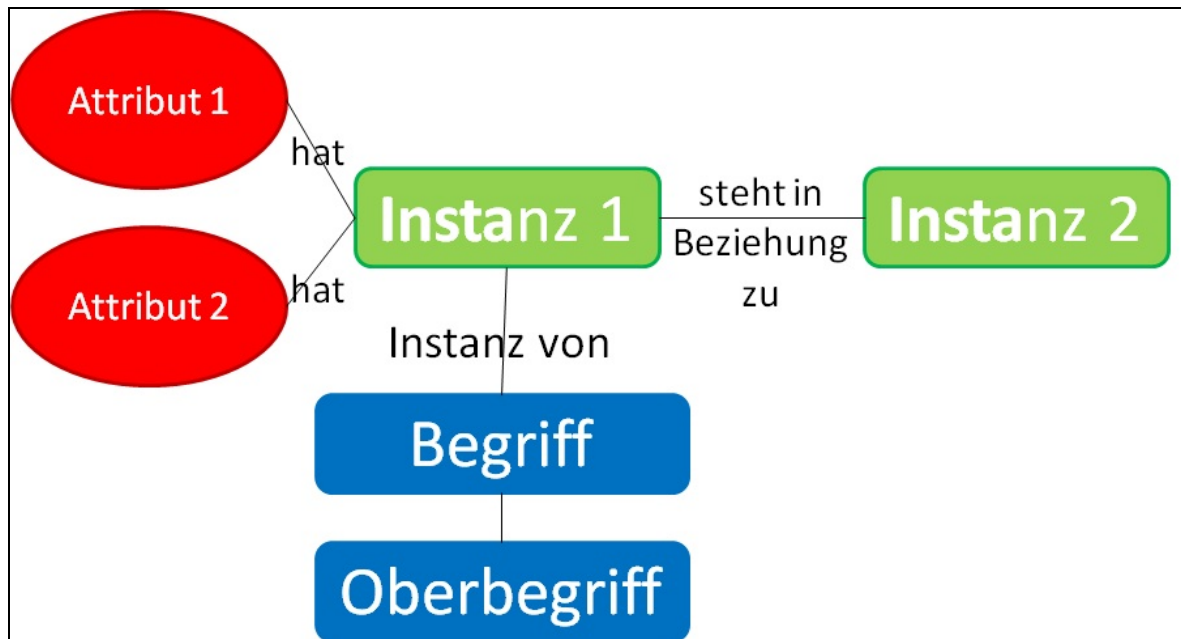 Attribut 1
hat
Instanz 1
steht in
Beziehung
zu
Instanz 2
Attribut 2
hat
Instanz von
Begriff
Oberbegriff